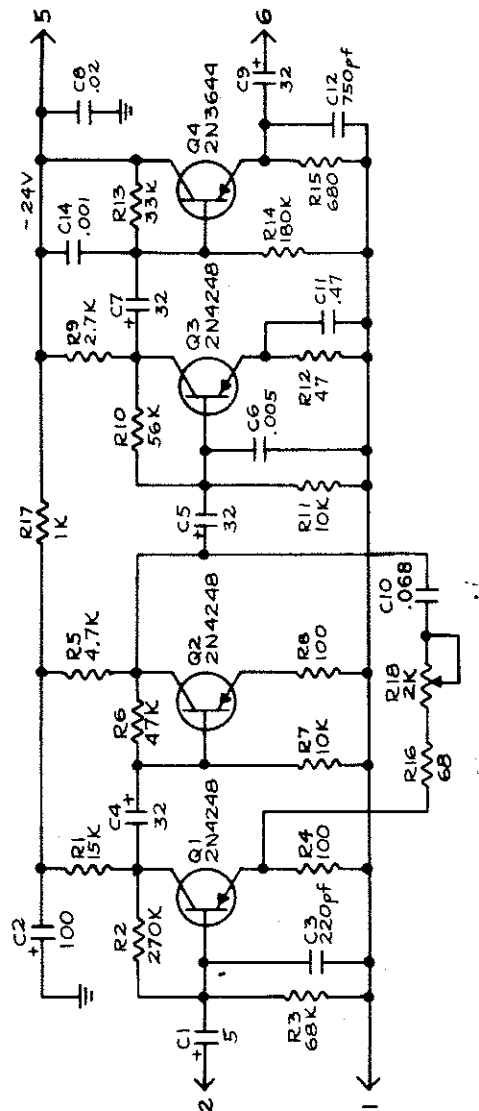 C2
+
100
R17
1K
-24V
5
C8
.02
R1
15K
R5
4.7K
R9
2.7K
C14
.001
C4
+
32
C7
+
32
R2
270K
R6
47K
R10
56K
R13
33K
Q1
2N4248
Q2
2N4248
Q3
2N4248
Q4
2N3644
2
C1
+
5
C5
+
32
C9
+
32
6
R3
68K
C3
220pf
R4
100
R7
10K
R8
100
R11
10K
C6
.005
R12
47
C11
.47
R14
180K
R15
680
C12
750pf
1
R16
68
R18
2K
C10
.068